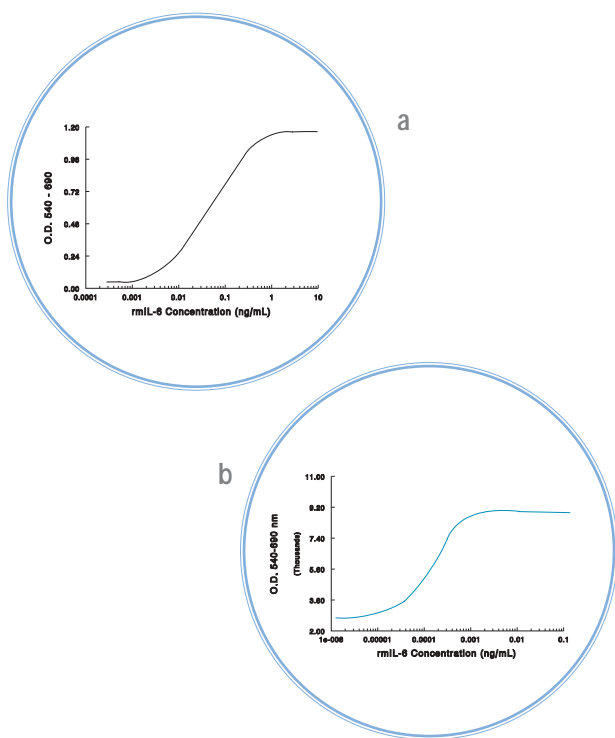 a
1.20
0.96
0.72
0.48
0.24
0.00
O.D. 540 - 690
0.0001 0.001 0.01 0.1 1 10
rmIL-6 Concentration (ng/mL)
b
11.00
9.20
7.40
5.60
3.80
2.00
O.D. 540-690 nm
(Thousands)
1e-006 0.00001 0.0001 0.001 0.01 0.1
rmIL-6 Concentration (ng/mL)